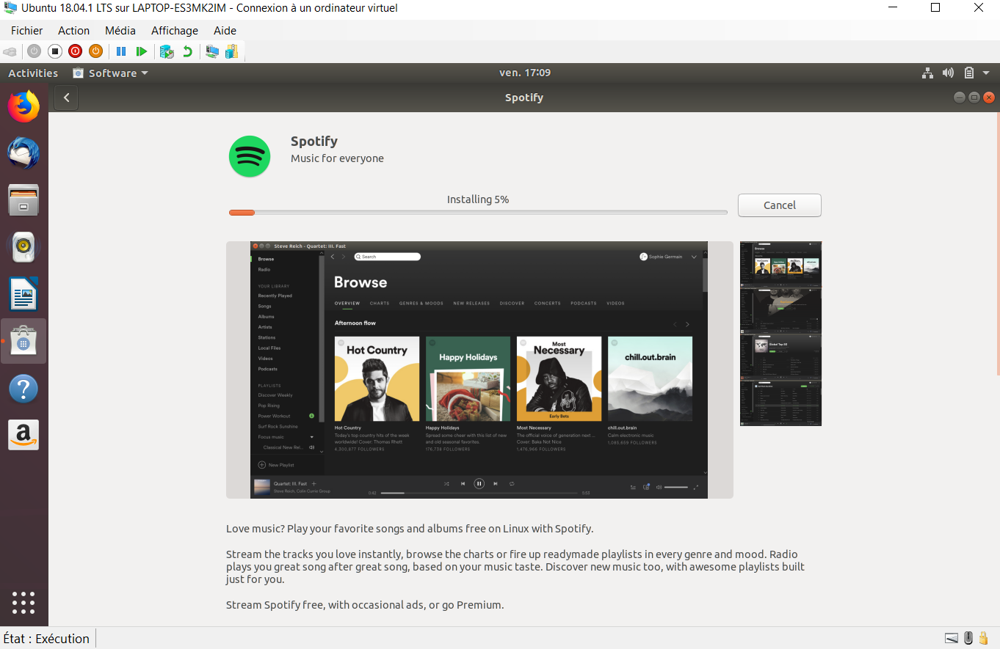 Ubuntu 18.04.1 LTS sur LAPTOP-ES3MK2IM - Connexion à un ordinateur virtuel
Fichier Action Média Affichage Aide
Activities Software ven. 17:09
Spotify
Spotify
Music for everyone
Installing 5%
Cancel
Steve Reich - Quartet: III. Fast
Browse
Radio
YOUR LIBRARY
Recently Played
Songs
Albums
Artists
Stations
Local Files
Videos
Podcasts
PLAYLISTS
Discover Weekly
Pop Rising
Power Workout
Surf Rock Sunshine
Focus music
Classical New Rel...
New Playlist
Search
Sophie Germain
Browse
OVERVIEW CHARTS GENRES & MOODS NEW RELEASES DISCOVER CONCERTS PODCASTS VIDEOS
Afternoon flow
Hot Country
Happy Holidays
Most
Necessary
Early Bets
chill.out.brain
Hot Country
Today's top country hits of the week
worldwide! Cover: Thomas Rhett
4,300,677 FOLLOWERS
Happy Holidays
Spread some cheer with this list of new
and old seasonal favorites.
176,738 FOLLOWERS
Most Necessary
The official voice of generation next ...
Cover: Baka Not Nice
1,476,966 FOLLOWERS
chill.out.brain
Calm electronic music
1,085,659 FOLLOWERS
Quartet: III. Fast
Steve Reich, Colin Currie Group
0:42
5:53
Browse
Global Top 50
Love music? Play your favorite songs and albums free on Linux with Spotify.
Stream the tracks you love instantly, browse the charts or fire up readymade playlists in every genre and mood. Radio
plays you great song after great song, based on your music taste. Discover new music too, with awesome playlists built
just for you.
Stream Spotify free, with occasional ads, or go Premium.
État : Exécution